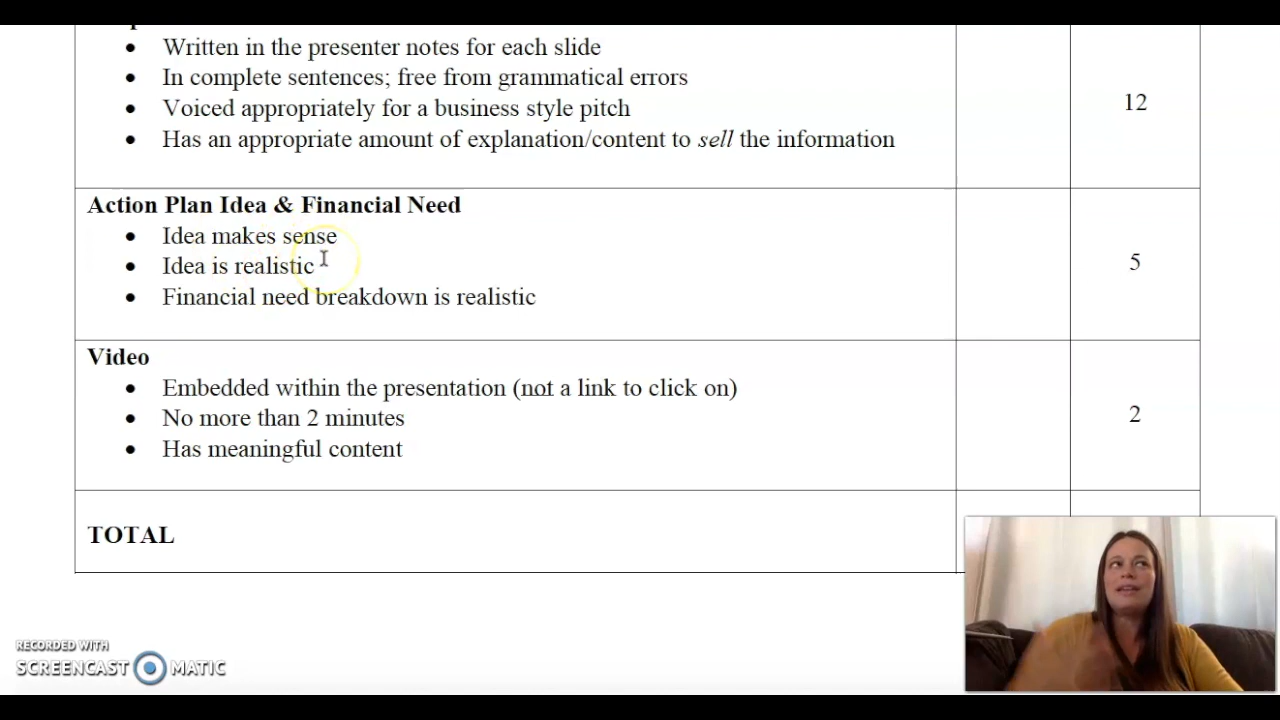 Written in the presenter notes for each slide
In complete sentences; free from grammatical errors
Voiced appropriately for a business style pitch
Has an appropriate amount of explanation/content to sell the information
12
Action Plan Idea & Financial Need
Idea makes sense
Idea is realistic
Financial need breakdown is realistic
5
Video
Embedded within the presentation (not a link to click on)
No more than 2 minutes
Has meaningful content
2
TOTAL
RECORDED WITH
SCREENCAST MATIC